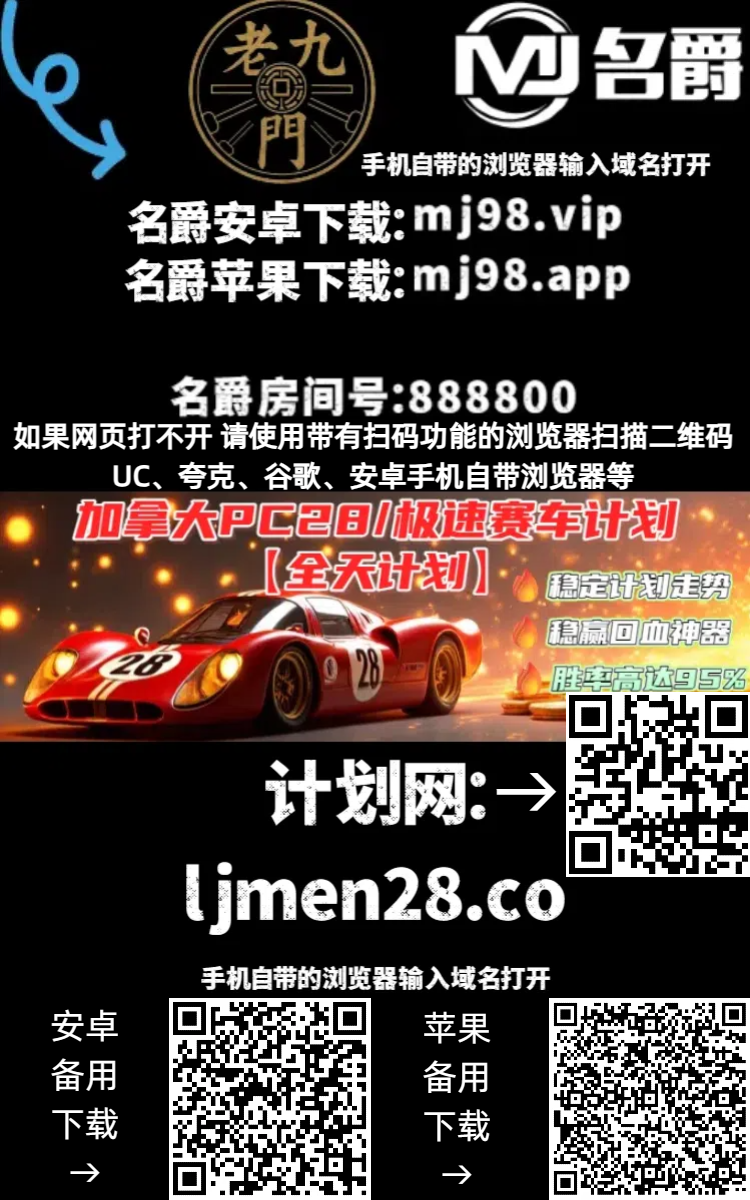 老九
門
MJ 名爵
手机自带的浏览器输入域名打开
名爵安卓下载:mj98.vip
名爵苹果下载:mj98.app
名爵房间号:888800
如果网页打不开 请使用带有扫码功能的浏览器扫描二维码
UC、夸克、谷歌、安卓手机自带浏览器等
加拿大PC28/极速赛车计划
【全天计划】
稳定计划走势
稳赢回血神器
胜率高达95%
28
28
计划网:→
ljmen28.co
手机自带的浏览器输入域名打开
安卓
备用
下载
→
苹果
备用
下载
→